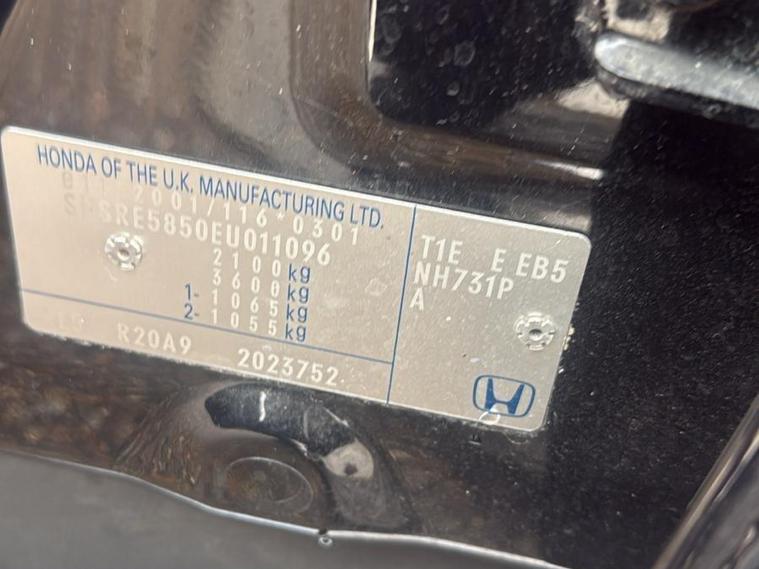 HONDA OF THE U.K. MANUFACTURING LTD.
2001/116*0301
SHSRE5850EU011096
2100kg
3600kg
1- 1065kg
2- 1055kg
R20A9 2023752
T1E E EB5
NH731P
A